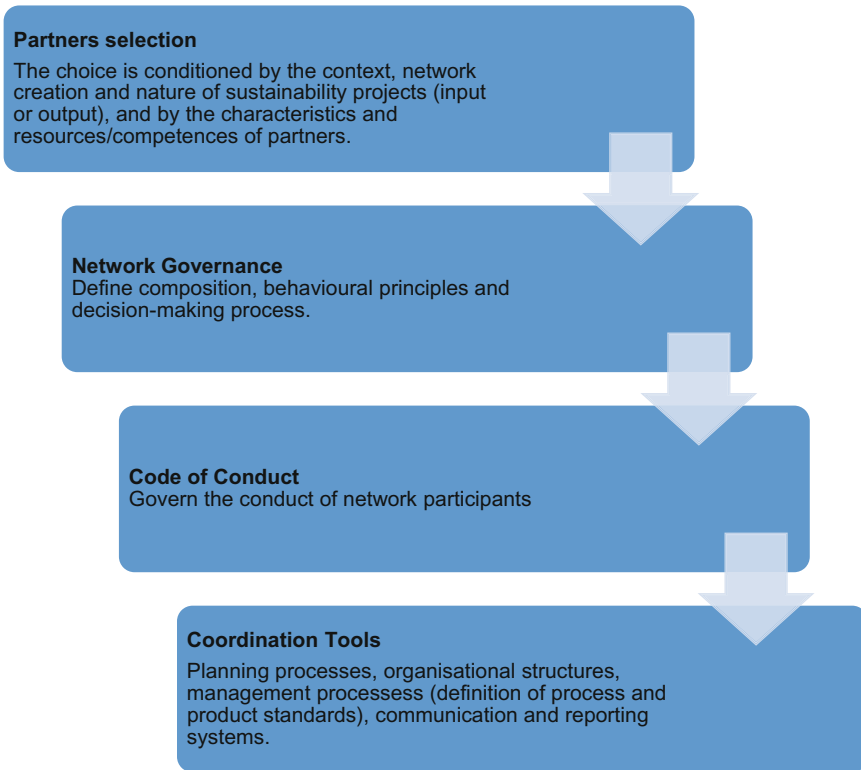 Partners selection
The choice is conditioned by the context, network
creation and nature of sustainability projects (input
or output), and by the characteristics and
resources/competences of partners.
Network Governance
Define composition, behavioural principles and
decision-making process.
Code of Conduct
Govern the conduct of network participants
Coordination Tools
Planning processes, organisational structures,
management processess (definition of process and
product standards), communication and reporting
systems.